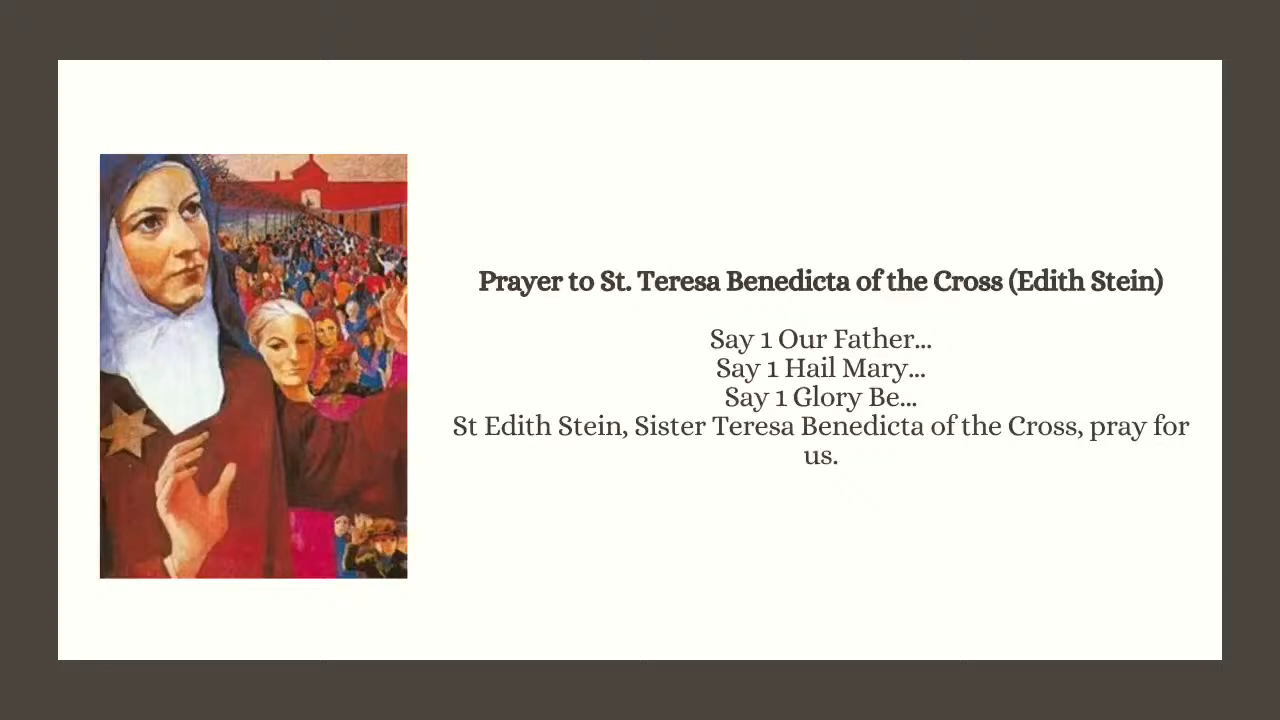 Prayer to St. Teresa Benedicta of the Cross (Edith Stein)
Say 1 Our Father...
Say 1 Hail Mary...
Say 1 Glory Be...
St Edith Stein, Sister Teresa Benedicta of the Cross, pray for
us.